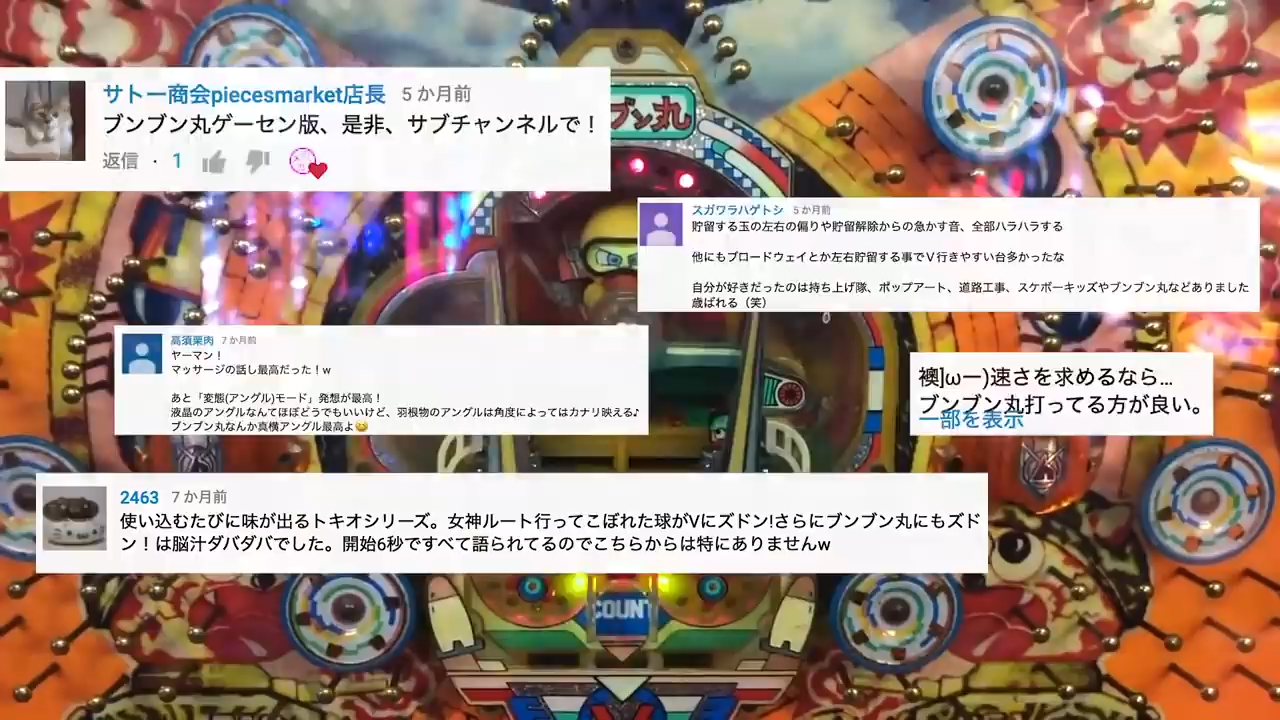 サトー商会piecesmarket店長 5 か月前
ブンブン丸ゲーセン版、是非、サブチャンネルで！
返信 · 1
ブン丸
スガワラハゲトシ 5 か月前
貯留する玉の左右の偏りや貯留解除からの急かす音、全部ハラハラする
他にもブロードウェイとか左右貯留する事でＶ行きやすい台多かったな
自分が好きだったのは持ち上げ隊、ポップアート、道路工事、スケボーキッズやブンブン丸などありました
歳ばれる（笑）
高須栗肉 7 か月前
ヤーマン！
マッサージの話し最高だった！w
あと「変態(アングル)モード」発想が最高！
液晶のアングルなんてほぼどうでもいいけど、羽根物のアングルは角度によってはカナリ映える♪
ブンブン丸なんか真横アングル最高よ😄
襖]ωー)速さを求めるなら…
ブンブン丸打ってる方が良い。
一部を表示
2463 7 か月前
使い込むたびに味が出るトキオシリーズ。女神ルート行ってこぼれた球がVにズドン!さらにブンブン丸にもズド
ン！は脳汁ダバダバでした。開始6秒ですべて語られてるのでこちらからは特にありませんw
COUNT
V